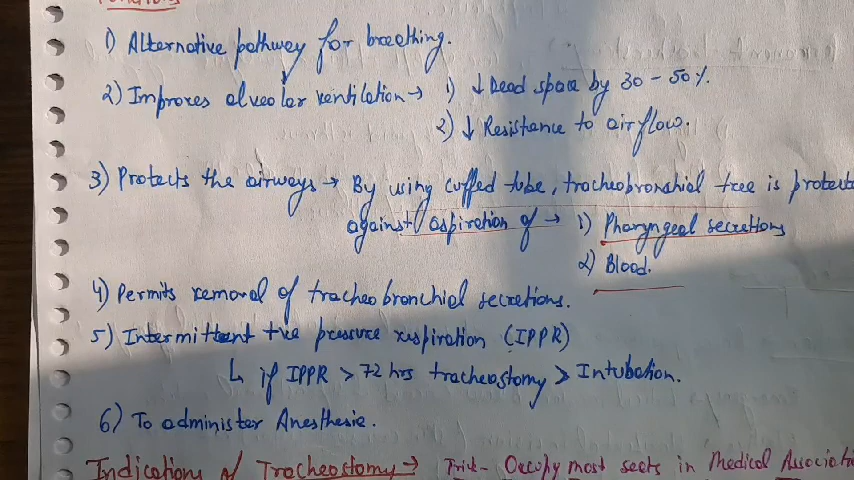 Functions
1) Alternative pathway for breathing.
2) Improves alveolar ventilation → 1) ↓ Dead space by 30 - 50%.
2) ↓ Resistance to airflow.
3) Protects the airways → By using cuffed tube, tracheobronchial tree is protects
against aspiration of → 1) Pharyngeal secretions
2) Blood.
4) Permits removal of tracheobronchial secretions.
5) Intermittent +ve pressure respiration (IPPR)
↳ if IPPR > 72 hrs tracheostomy > Intubation.
6) To administer Anesthesia.
Indications of Tracheostomy → Trick- Occupy most seats in Medical Associati